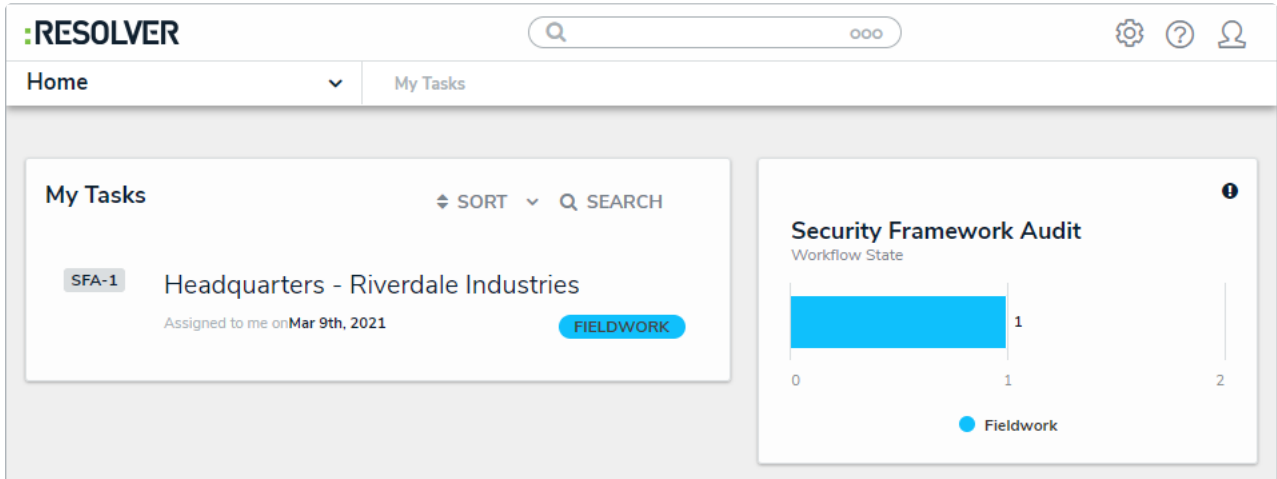 :RESOLVER
ooo
Home
My Tasks
My Tasks
SORT
SEARCH
SFA-1
Headquarters - Riverdale Industries
Assigned to me onMar 9th, 2021
FIELDWORK
Security Framework Audit
Workflow State
1
0 1 2
Fieldwork